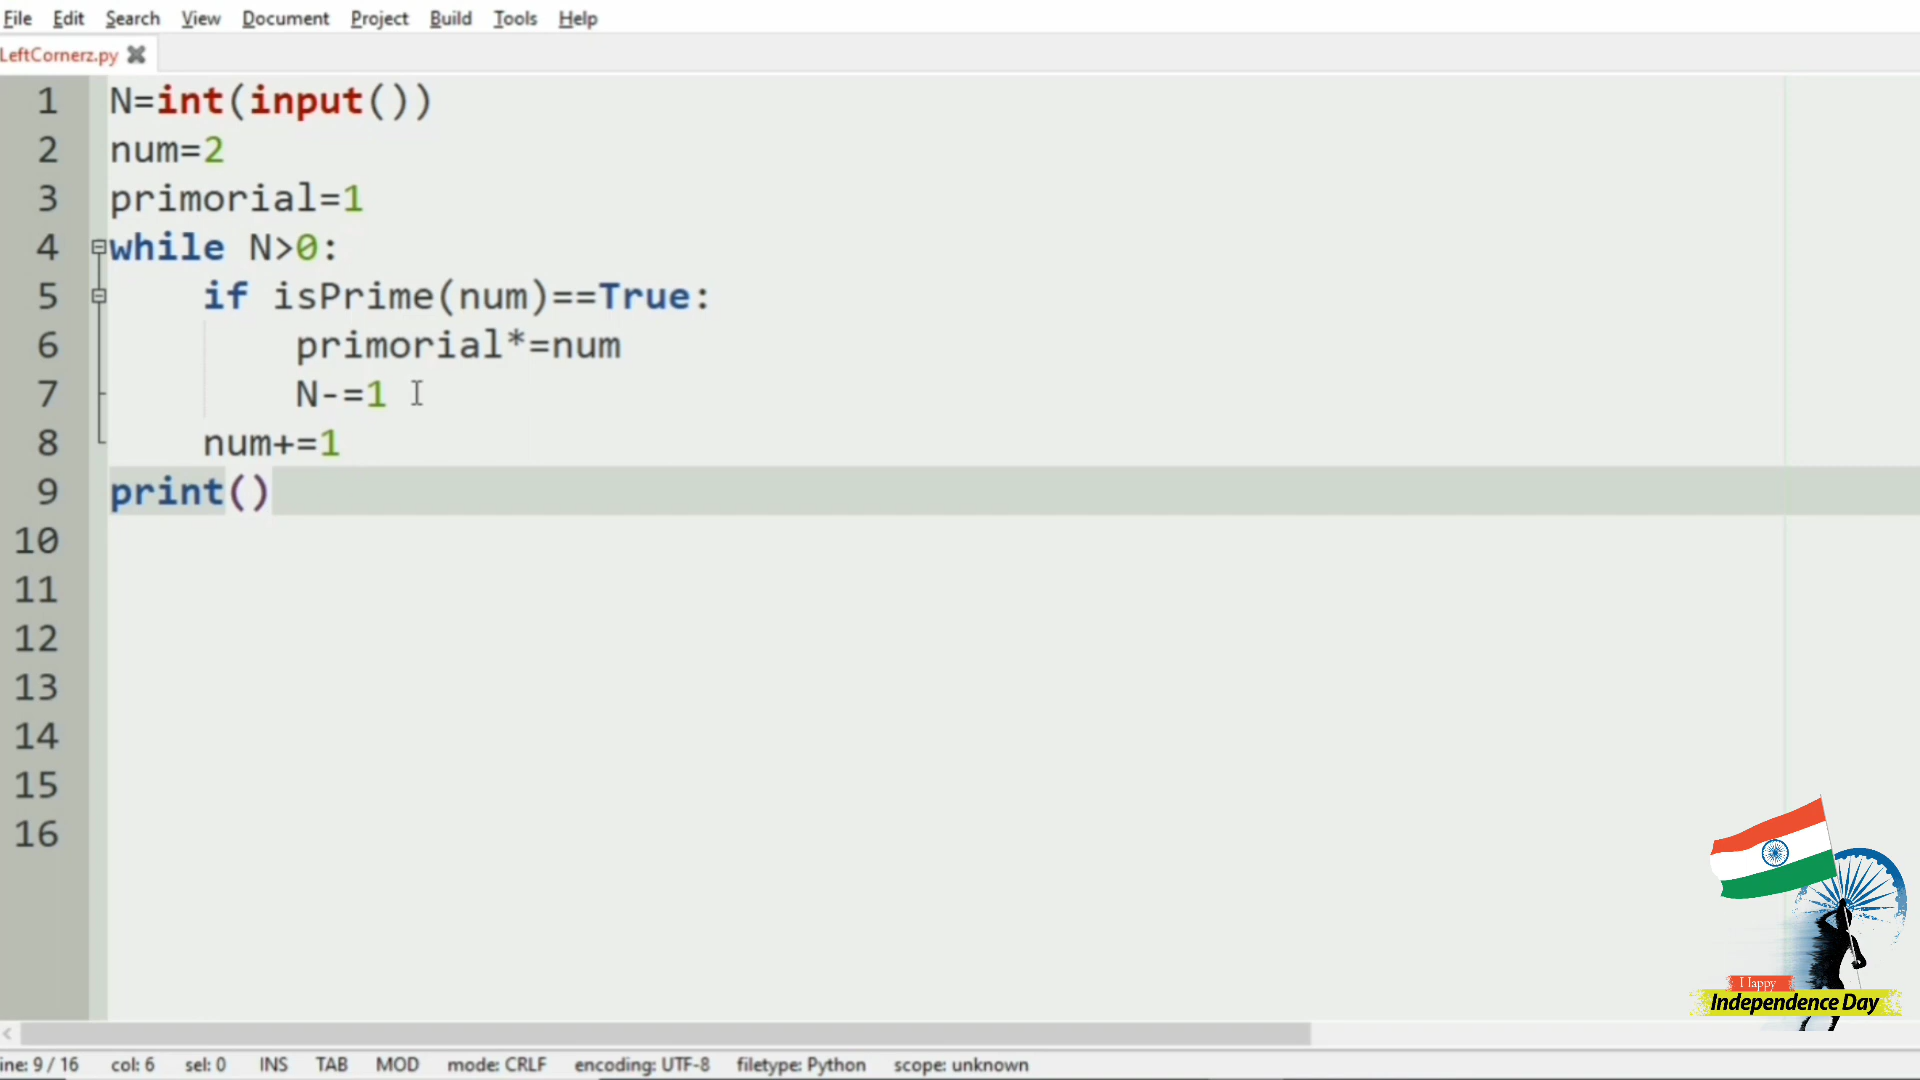 File Edit Search View Document Project Build Tools Help
LeftCornerz.py
1 N=int(input())
2 num=2
3 primorial=1
4 while N>0:
5 if isPrime(num)==True:
6 primorial*=num
7 N-=1
8 num+=1
9 print()
10
11
12
13
14
15
16
Happy
Independence Day
ine: 9 / 16 col: 6 sel: 0 INS TAB MOD mode: CRLF encoding: UTF-8 filetype: Python scope: unknown